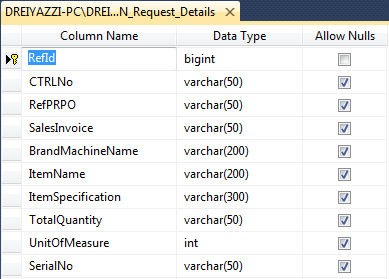 DREIYAZZI-PC\DREI...N_Request_Details
Column Name Data Type Allow Nulls
RefId bigint
CTRLNo varchar(50)
RefPRPO varchar(50)
SalesInvoice varchar(50)
BrandMachineName varchar(200)
ItemName varchar(200)
ItemSpecification varchar(300)
TotalQuantity varchar(50)
UnitOfMeasure int
SerialNo varchar(50)